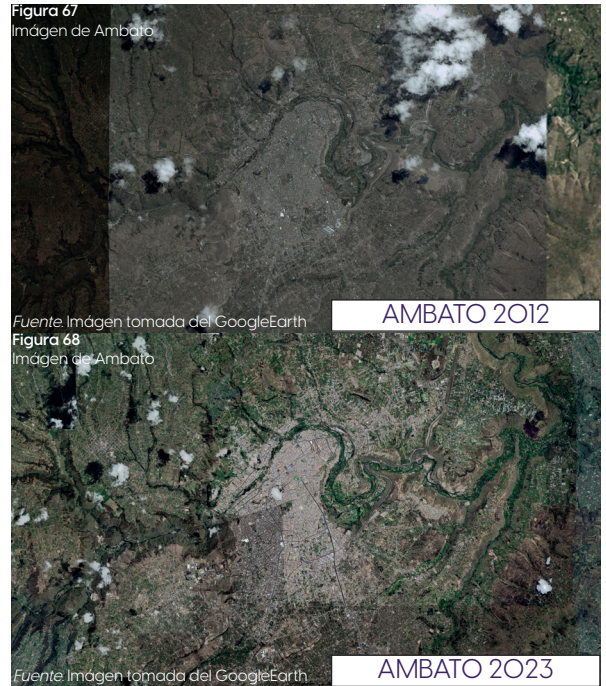 Figura 67
Imágen de Ambato
Fuente. Imágen tomada del GoogleEarth
AMBATO 2012
Figura 68
Imágen de Ambato
Fuente. Imágen tomada del GoogleEarth
AMBATO 2023